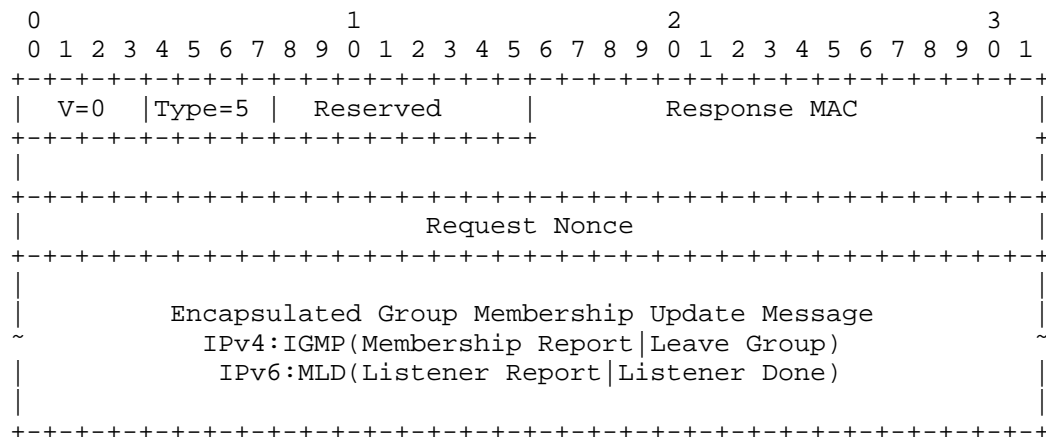 0                   1                   2                   3
 0 1 2 3 4 5 6 7 8 9 0 1 2 3 4 5 6 7 8 9 0 1 2 3 4 5 6 7 8 9 0 1
+-+-+-+-+-+-+-+-+-+-+-+-+-+-+-+-+-+-+-+-+-+-+-+-+-+-+-+-+-+-+-+-+
|  V=0  |Type=5 |  Reserved     |        Response MAC           |
+-+-+-+-+-+-+-+-+-+-+-+-+-+-+-+-+                               +
|                                                               |
+-+-+-+-+-+-+-+-+-+-+-+-+-+-+-+-+-+-+-+-+-+-+-+-+-+-+-+-+-+-+-+-+
|                         Request Nonce                         |
+-+-+-+-+-+-+-+-+-+-+-+-+-+-+-+-+-+-+-+-+-+-+-+-+-+-+-+-+-+-+-+-+
|                                                               |
|         Encapsulated Group Membership Update Message          |
~           IPv4:IGMP(Membership Report|Leave Group)            ~
|            IPv6:MLD(Listener Report|Listener Done)            |
|                                                               |
+-+-+-+-+-+-+-+-+-+-+-+-+-+-+-+-+-+-+-+-+-+-+-+-+-+-+-+-+-+-+-+-+